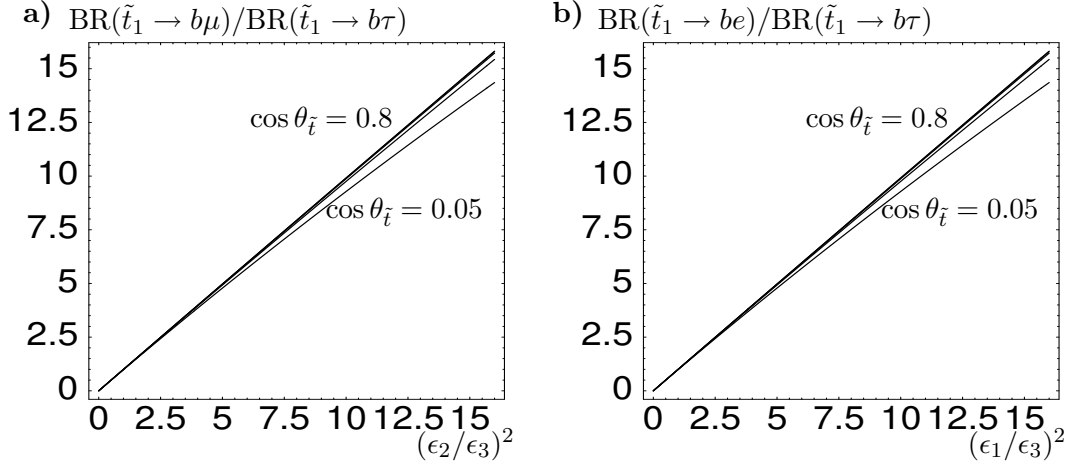 a) BR(t̃₁ → bμ)/BR(t̃₁ → bτ)
15
12.5
10
7.5
5
2.5
0
cos θ_t̃ = 0.8
cos θ_t̃ = 0.05
0 2.5 5 7.5 10 12.5 15
(ϵ₂/ϵ₃)²
b) BR(t̃₁ → be)/BR(t̃₁ → bτ)
15
12.5
10
7.5
5
2.5
0
cos θ_t̃ = 0.8
cos θ_t̃ = 0.05
0 2.5 5 7.5 10 12.5 15
(ϵ₁/ϵ₃)²